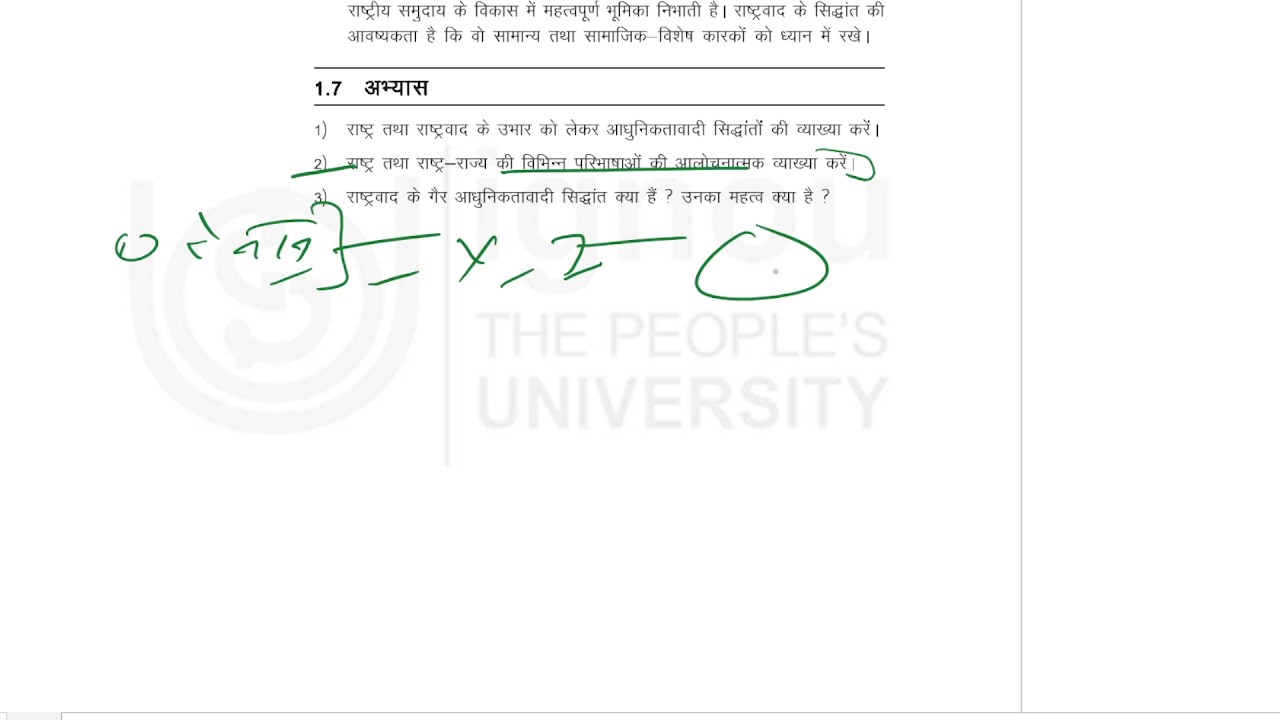 राष्ट्रीय समुदाय के विकास में महत्वपूर्ण भूमिका निभाती है। राष्ट्रवाद के सिद्धांत की
आवष्यकता है कि वो सामान्य तथा सामाजिक–विशेष कारकों को ध्यान में रखे।
1.7 अभ्यास
1) राष्ट्र तथा राष्ट्रवाद के उभार को लेकर आधुनिकतावादी सिद्धांतों की व्याख्या करें।
2) राष्ट्र तथा राष्ट्र–राज्य की विभिन्न परिभाषाओं की आलोचनात्मक व्याख्या करें।
3) राष्ट्रवाद के गैर आधुनिकतावादी सिद्धांत क्या हैं ? उनका महत्व क्या है ?
ignou
THE PEOPLE'S
UNIVERSITY